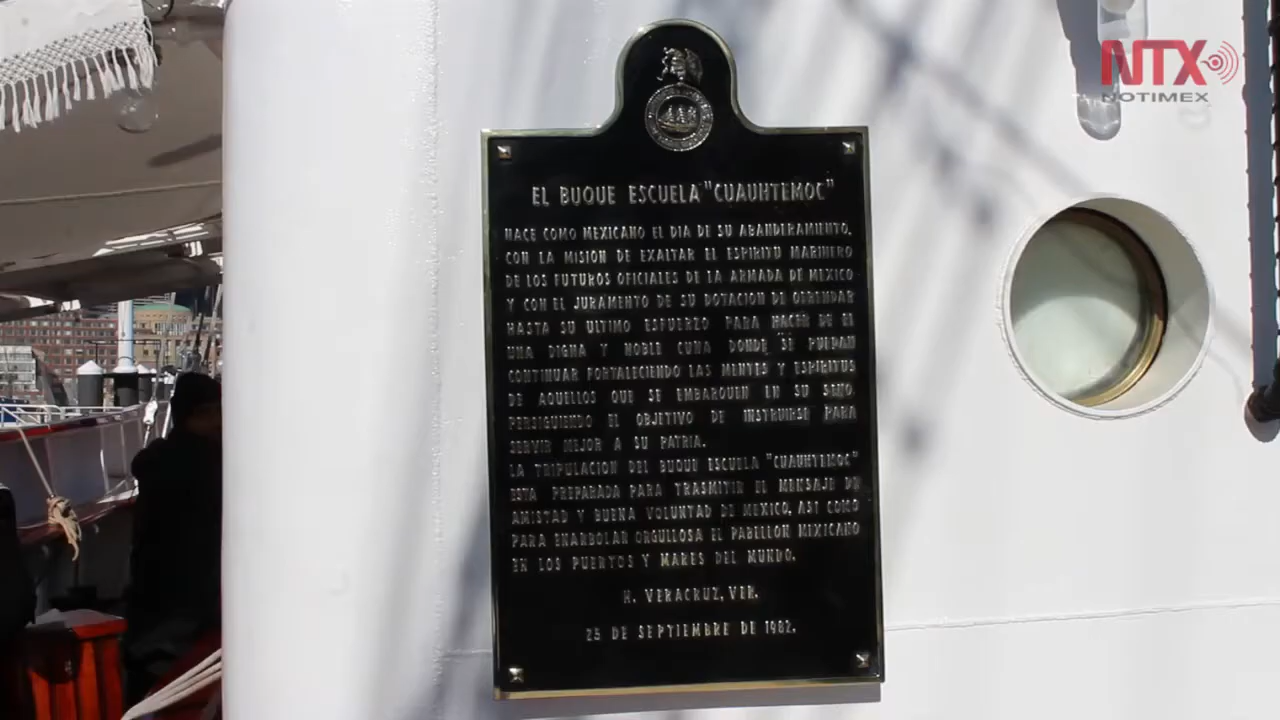 NTX
NOTIMEX
EL BUQUE ESCUELA "CUAUHTEMOC"
NACE COMO MEXICANO EL DIA DE SU ABANDERAMIENTO,
CON LA MISION DE EXALTAR EL ESPIRITU MARINERO
DE LOS FUTUROS OFICIALES DE LA ARMADA DE MEXICO
Y CON EL JURAMENTO DE SU DOTACION DE OFRENDAR
HASTA SU ULTIMO ESFUERZO PARA HACER DE EL
UNA DIGNA Y NOBLE CUNA DONDE SE PUEDAN
CONTINUAR FORTALECIENDO LAS MENTES Y ESPIRITUS
DE AQUELLOS QUE SE EMBARQUEN EN SU SENO,
PERSIGUIENDO EL OBJETIVO DE INSTRUIRSE PARA
SERVIR MEJOR A SU PATRIA.
LA TRIPULACION DEL BUQUE ESCUELA "CUAUHTEMOC"
ESTA PREPARADA PARA TRASMITIR EL MENSAJE DE
AMISTAD Y BUENA VOLUNTAD DE MEXICO, ASI COMO
PARA ENARBOLAR ORGULLOSA EL PABELLON MEXICANO
EN LOS PUERTOS Y MARES DEL MUNDO.
H. VERACRUZ, VER.
23 DE SEPTIEMBRE DE 1982.